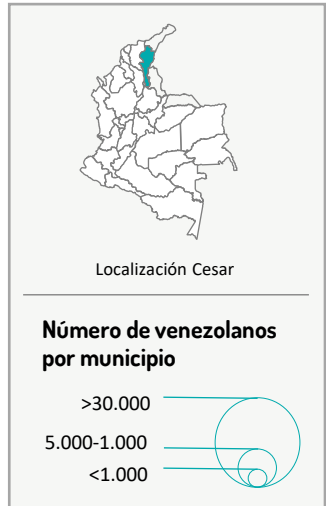 Localización Cesar
Número de venezolanos
por municipio
>30.000
5.000-1.000
<1.000